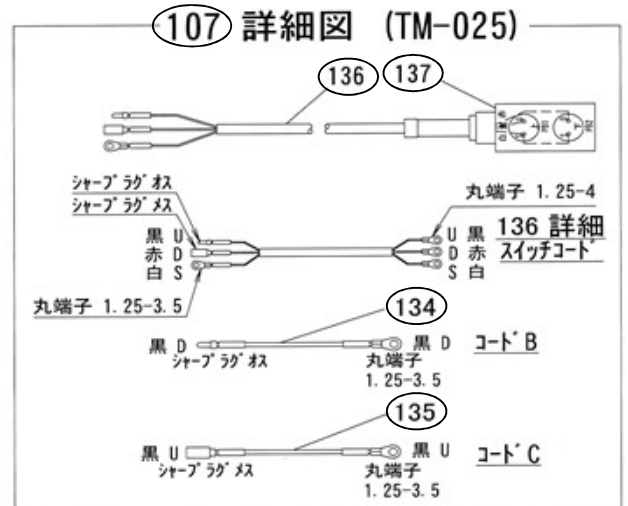 107 詳細図 (TM-025)
136 137
シャープラグオス
シャープラグメス
黒 U
赤 D
白 S
丸端子 1.25-3.5
丸端子 1.25-4
U 黒
D 赤
S 白
136 詳細
スイッチコード
134
黒 D
シャープラグオス
黒 D
丸端子
1.25-3.5
コードB
135
黒 U
シャープラグメス
黒 U
丸端子
1.25-3.5
コードC